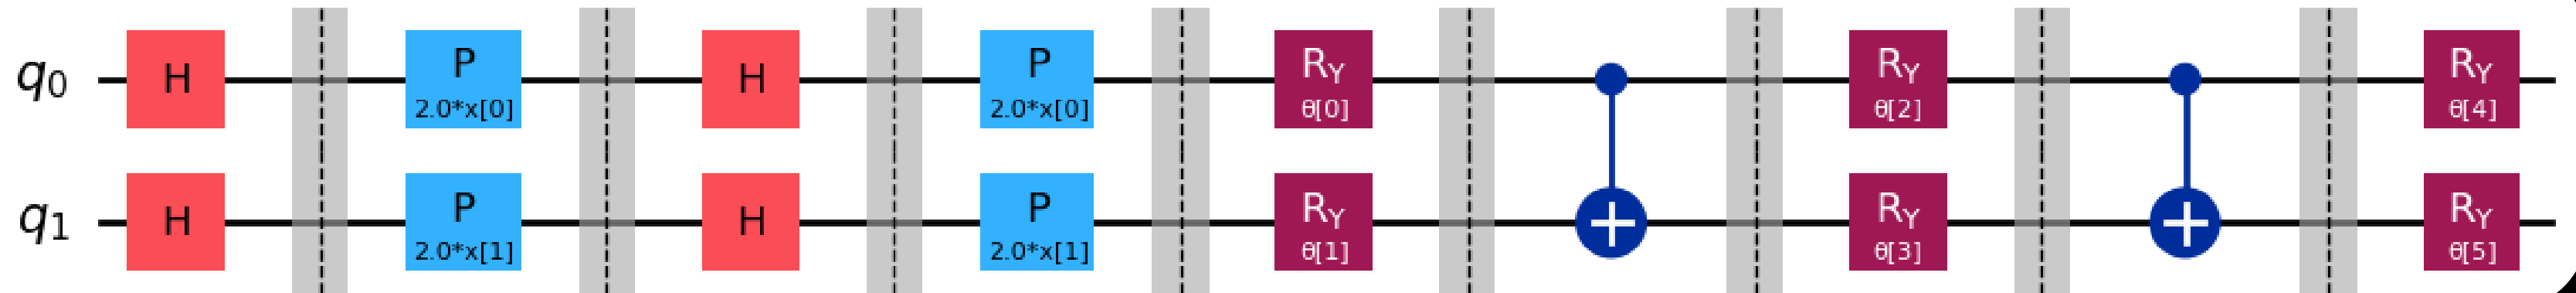 q0 H P 2.0*x[0] H P 2.0*x[0] RY θ[0] RY θ[2] RY θ[4]
q1 H P 2.0*x[1] H P 2.0*x[1] RY θ[1] RY θ[3] RY θ[5]